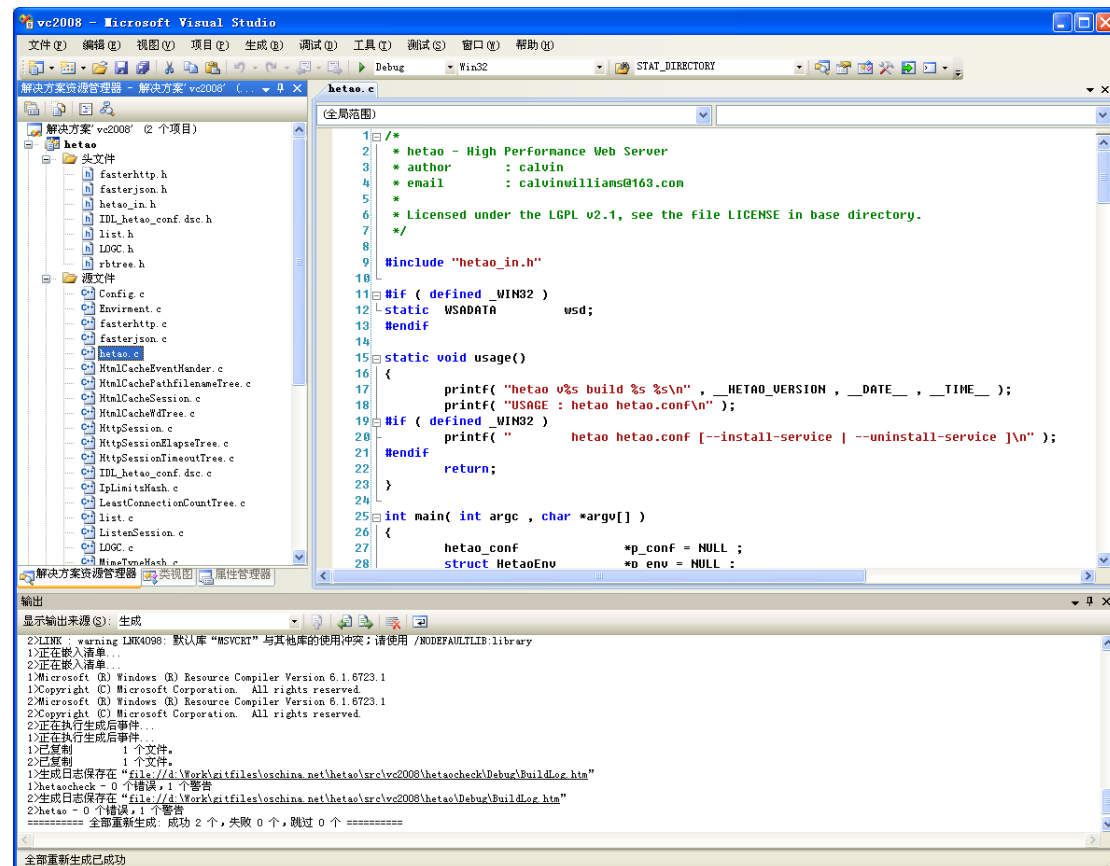 vc2008 - Microsoft Visual Studio
文件(F) 编辑(E) 视图(V) 项目(P) 生成(B) 调试(D) 工具(T) 测试(S) 窗口(W) 帮助(H)
Debug Win32 STAT_DIRECTORY
解决方案资源管理器 - 解决方案'vc2008' (...
解决方案'vc2008' (2 个项目)
hetao
头文件
fasterhttp.h
fasterjson.h
hetao_in.h
IDL_hetao_conf.dsc.h
list.h
LOGC.h
rbtree.h
源文件
Config.c
Envirment.c
fasterhttp.c
fasterjson.c
hetao.c
HtmlCacheEventHander.c
HtmlCachePathfilenameTree.c
HtmlCacheSession.c
HtmlCacheWdTree.c
HttpSession.c
HttpSessionElapseTree.c
HttpSessionTimeoutTree.c
IDL_hetao_conf.dsc.c
IpLimitsHash.c
LeastConnectionCountTree.c
list.c
ListenSession.c
LOGC.c
MimeTypeHash.c
解决方案资源管理器 类视图 属性管理器
hetao.c
(全局范围)
1 /*
2 * hetao - High Performance Web Server
3 * author : calvin
4 * email : calvinwilliams@163.com
5 *
6 * Licensed under the LGPL v2.1, see the file LICENSE in base directory.
7 */
8
9 #include "hetao_in.h"
10
11 #if ( defined _WIN32 )
12 static WSADATA wsd;
13 #endif
14
15 static void usage()
16 {
17 printf( "hetao v%s build %s %s\n" , __HETAO_VERSION , __DATE__ , __TIME__ );
18 printf( "USAGE : hetao hetao.conf\n" );
19 #if ( defined _WIN32 )
20 printf( " hetao hetao.conf [--install-service | --uninstall-service ]\n" );
21 #endif
22 return;
23 }
24
25 int main( int argc , char *argv[] )
26 {
27 hetao_conf *p_conf = NULL ;
28 struct HetaoEnv *p_env = NULL ;
输出
显示输出来源(S): 生成
2>LINK : warning LNK4098: 默认库“MSVCRT”与其他库的使用冲突；请使用 /NODEFAULTLIB:library
1>正在嵌入清单...
2>正在嵌入清单...
1>Microsoft (R) Windows (R) Resource Compiler Version 6.1.6723.1
1>Copyright (C) Microsoft Corporation. All rights reserved.
2>Microsoft (R) Windows (R) Resource Compiler Version 6.1.6723.1
2>Copyright (C) Microsoft Corporation. All rights reserved.
2>正在执行生成后事件...
1>正在执行生成后事件...
1>已复制 1 个文件。
2>已复制 1 个文件。
1>生成日志保存在“file://d:\Work\gitfiles\oschina.net\hetao\src\vc2008\hetaocheck\Debug\BuildLog.htm”
1>hetaocheck - 0 个错误，1 个警告
2>生成日志保存在“file://d:\Work\gitfiles\oschina.net\hetao\src\vc2008\hetao\Debug\BuildLog.htm”
2>hetao - 0 个错误，1 个警告
========== 全部重新生成: 成功 2 个，失败 0 个，跳过 0 个 ==========
全部重新生成已成功